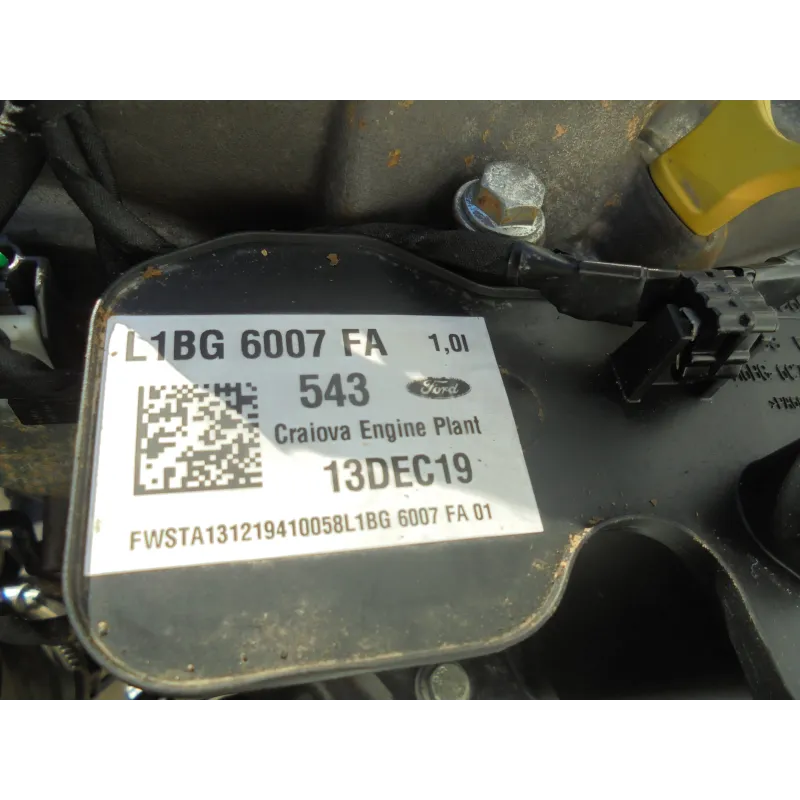 L1BG 6007 FA 1,0l
543 Ford
Craiova Engine Plant
13DEC19
FWSTA131219410058L1BG 6007 FA 01